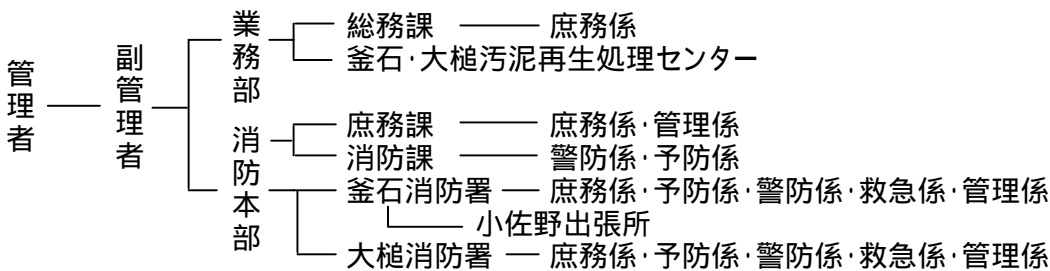 管理者
副管理者
業務部
総務課 庶務係
釜石・大槌汚泥再生処理センター
消防本部
庶務課 庶務係・管理係
消防課 警防係・予防係
釜石消防署 庶務係・予防係・警防係・救急係・管理係
小佐野出張所
大槌消防署 庶務係・予防係・警防係・救急係・管理係